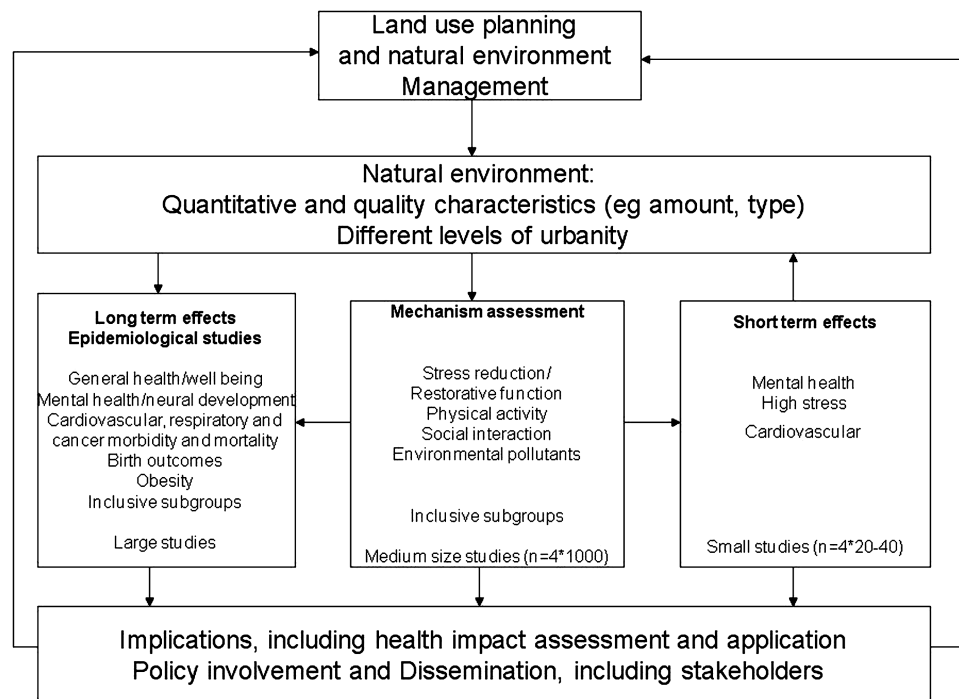 Land use planning
and natural environment
Management
Natural environment:
Quantitative and quality characteristics (eg amount, type)
Different levels of urbanity
Long term effects
Epidemiological studies
General health/well being
Mental health/neural development
Cardiovascular, respiratory and
cancer morbidity and mortality
Birth outcomes
Obesity
Inclusive subgroups
Large studies
Mechanism assessment
Stress reduction/
Restorative function
Physical activity
Social interaction
Environmental pollutants
Inclusive subgroups
Medium size studies (n=4*1000)
Short term effects
Mental health
High stress
Cardiovascular
Small studies (n=4*20-40)
Implications, including health impact assessment and application
Policy involvement and Dissemination, including stakeholders